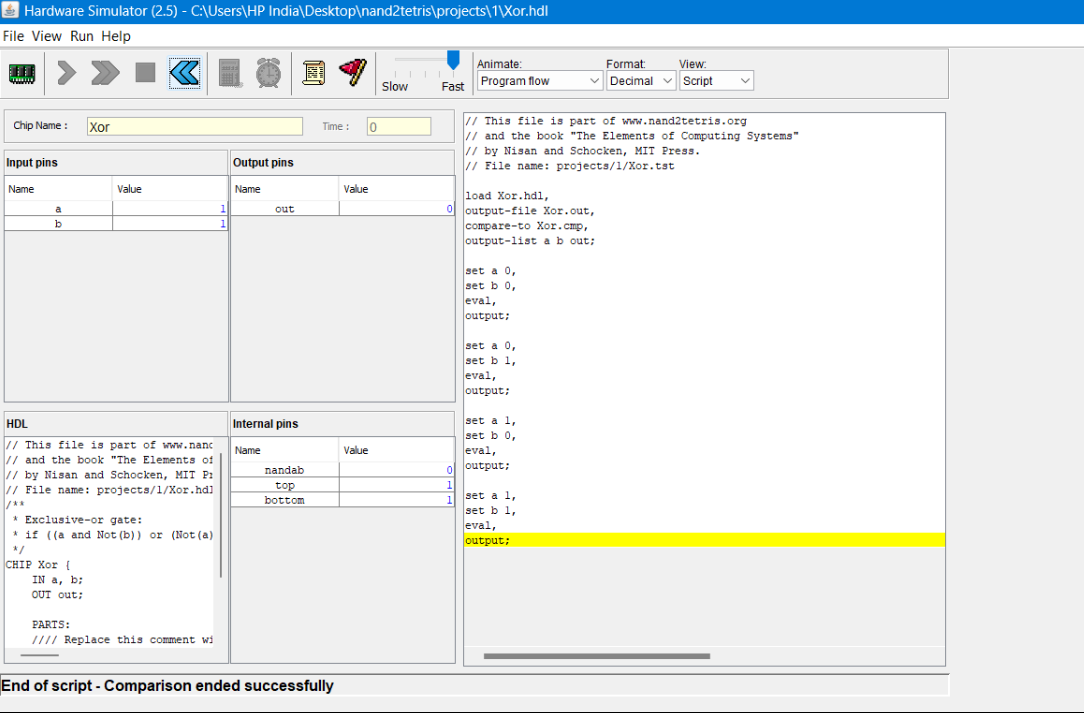 Hardware Simulator (2.5) - C:\Users\HP India\Desktop\nand2tetris\projects\1\Xor.hdl
File View Run Help
Slow Fast
Animate: Format: View:
Program flow Decimal Script
Chip Name : Xor Time : 0
Input pins
Name Value
a 1
b 1
Output pins
Name Value
out 0
HDL
// This file is part of www.nand
// and the book "The Elements of
// by Nisan and Schocken, MIT Pr
// File name: projects/1/Xor.hdl
/**
* Exclusive-or gate:
* if ((a and Not(b)) or (Not(a)
*/
CHIP Xor {
IN a, b;
OUT out;
PARTS:
//// Replace this comment wi
Internal pins
Name Value
nandab 0
top 1
bottom 1
// This file is part of www.nand2tetris.org
// and the book "The Elements of Computing Systems"
// by Nisan and Schocken, MIT Press.
// File name: projects/1/Xor.tst
load Xor.hdl,
output-file Xor.out,
compare-to Xor.cmp,
output-list a b out;
set a 0,
set b 0,
eval,
output;
set a 0,
set b 1,
eval,
output;
set a 1,
set b 0,
eval,
output;
set a 1,
set b 1,
eval,
output;
End of script - Comparison ended successfully